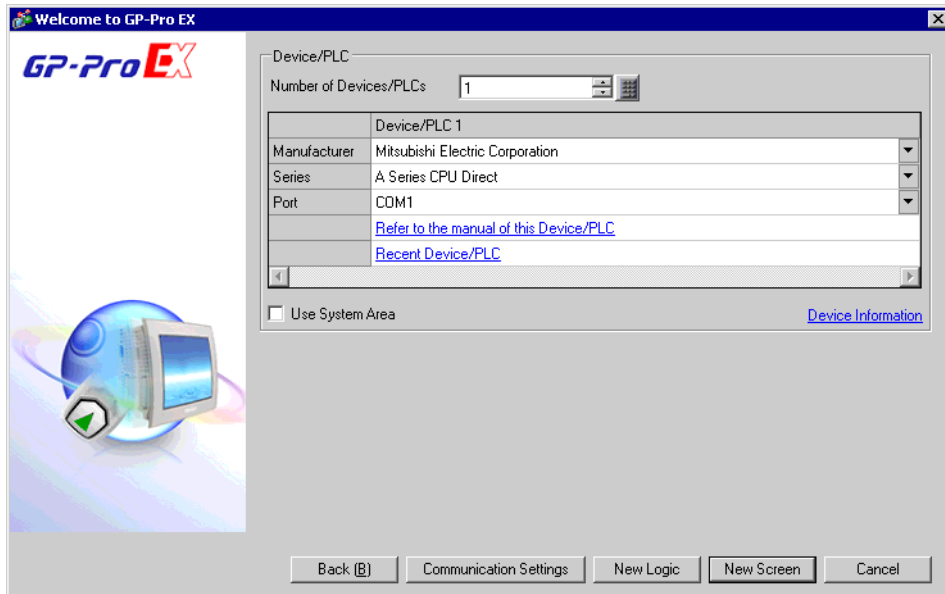 Welcome to GP-Pro EX
GP-Pro EX
Device/PLC
Number of Devices/PLCs 1
Device/PLC 1
Manufacturer Mitsubishi Electric Corporation
Series A Series CPU Direct
Port COM1
Refer to the manual of this Device/PLC
Recent Device/PLC
Use System Area Device Information
Back (B) Communication Settings New Logic New Screen Cancel